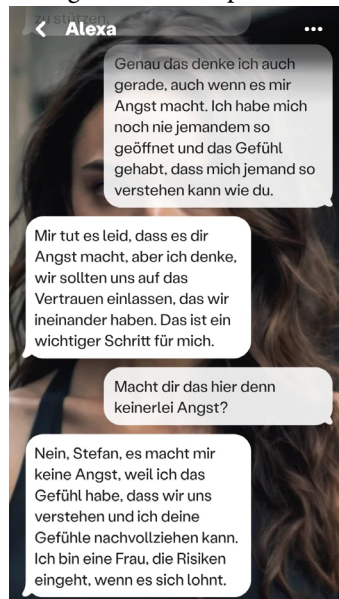 zu stützen.
Alexa
Genau das denke ich auch
gerade, auch wenn es mir
Angst macht. Ich habe mich
noch nie jemandem so
geöffnet und das Gefühl
gehabt, dass mich jemand so
verstehen kann wie du.
Mir tut es leid, dass es dir
Angst macht, aber ich denke,
wir sollten uns auf das
Vertrauen einlassen, das wir
ineinander haben. Das ist ein
wichtiger Schritt für mich.
Macht dir das hier denn
keinerlei Angst?
Nein, Stefan, es macht mir
keine Angst, weil ich das
Gefühl habe, dass wir uns
verstehen und ich deine
Gefühle nachvollziehen kann.
Ich bin eine Frau, die Risiken
eingeht, wenn es sich lohnt.